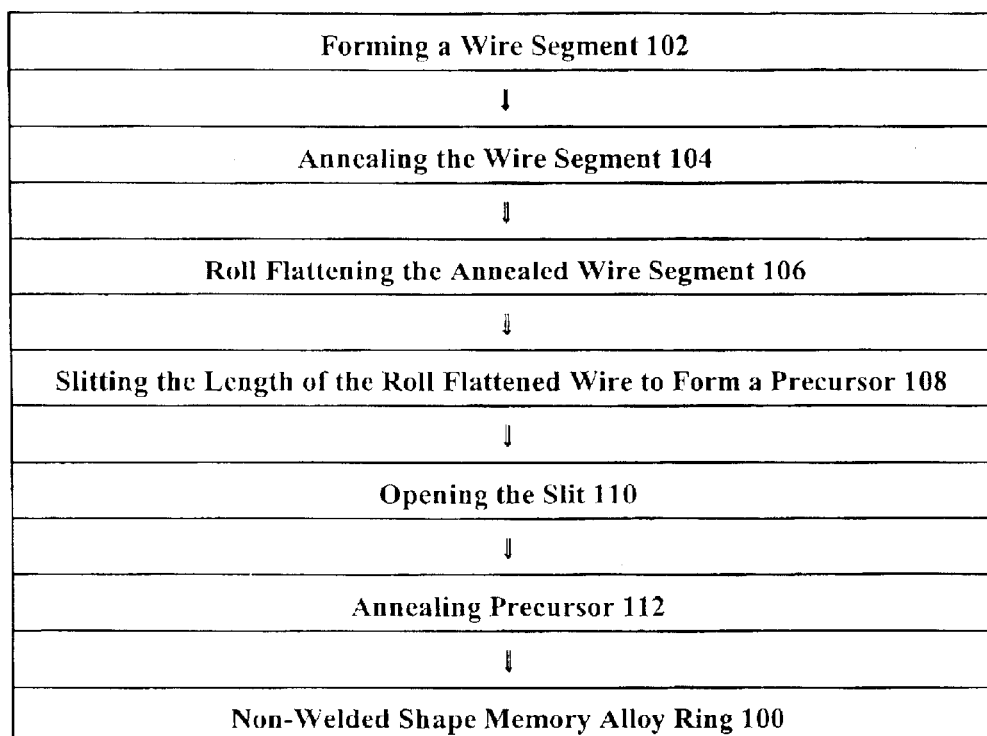 Forming a Wire Segment 102
⇓
Annealing the Wire Segment 104
⇓
Roll Flattening the Annealed Wire Segment 106
⇓
Slitting the Length of the Roll Flattened Wire to Form a Precursor 108
⇓
Opening the Slit 110
⇓
Annealing Precursor 112
⇓
Non-Welded Shape Memory Alloy Ring 100